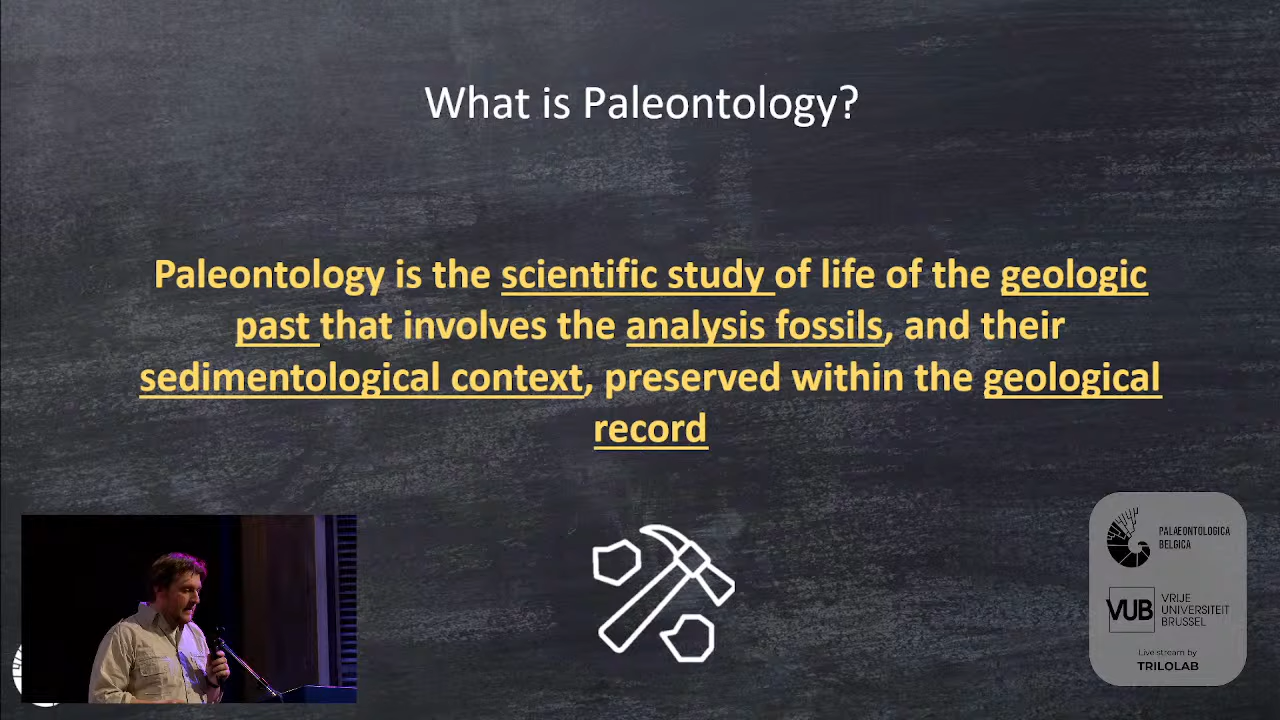 What is Paleontology?
Paleontology is the scientific study of life of the geologic
past that involves the analysis fossils, and their
sedimentological context, preserved within the geological
record
PALÆONTOLOGICA
BELGICA
VUB
VRIJE
UNIVERSITEIT
BRUSSEL
Live stream by
TRILOLAB